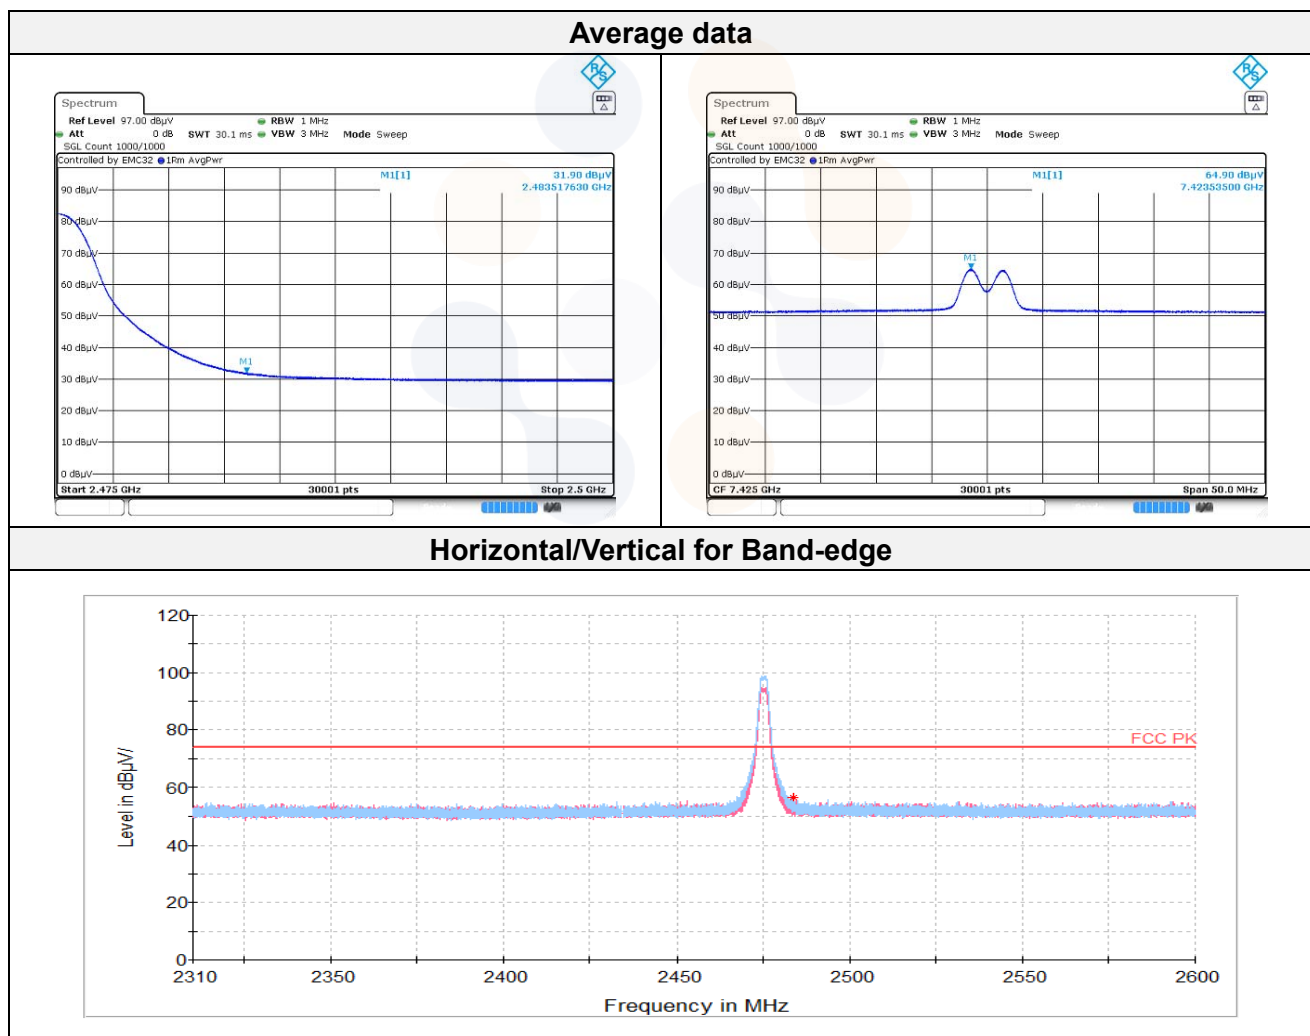 Average data
Spectrum
Ref Level 97.00 dBµV RBW 1 MHz
Att 0 dB SWT 30.1 ms VBW 3 MHz Mode Sweep
SGL Count 1000/1000
Controlled by EMC32 1Rm AvgPwr
M1[1] 31.90 dBµV
2.483517630 GHz
90 dBµV
80 dBµV
70 dBµV
60 dBµV
50 dBµV
40 dBµV
M1
30 dBµV
20 dBµV
10 dBµV
0 dBµV
Start 2.475 GHz 30001 pts Stop 2.5 GHz
R&S
Spectrum
Ref Level 97.00 dBµV RBW 1 MHz
Att 0 dB SWT 30.1 ms VBW 3 MHz Mode Sweep
SGL Count 1000/1000
Controlled by EMC32 1Rm AvgPwr
M1[1] 64.90 dBµV
7.42353500 GHz
90 dBµV
80 dBµV
70 dBµV
M1
60 dBµV
50 dBµV
40 dBµV
30 dBµV
20 dBµV
10 dBµV
0 dBµV
CF 7.425 GHz 30001 pts Span 50.0 MHz
R&S
Horizontal/Vertical for Band-edge
120
100
80
FCC PK
60
40
20
0
Level in dBµV/
2310 2350 2400 2450 2500 2550 2600
Frequency in MHz